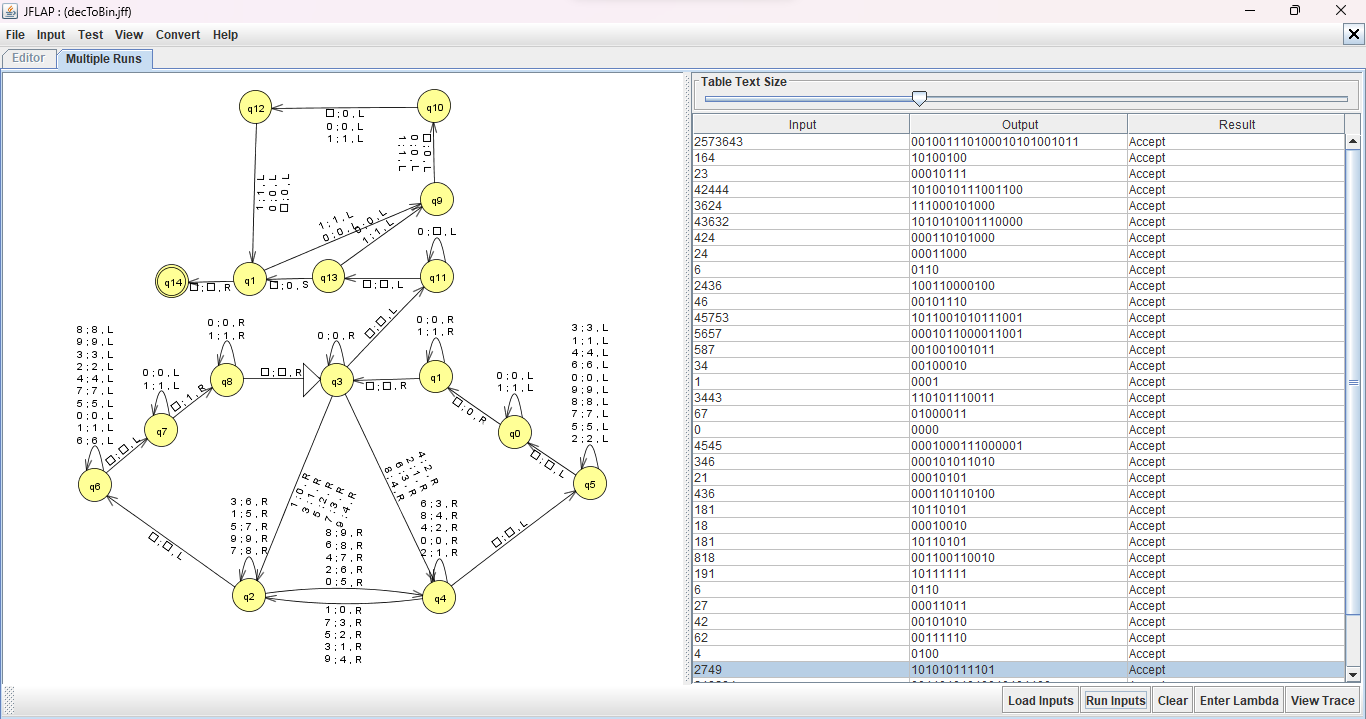 JFLAP : (decToBin.jff)
File Input Test View Convert Help
Editor Multiple Runs
q12
q10
□;0,L
0;0,L
1;1,L
□;0,L
0;0,L
1;1,L
1;1,L
0;0,L
□;0,L
q9
1;1,L
0;0,L
0;0,L
1;1,L
0;□,L
q14
□;□,R
q1
□;0,S
q13
□;□,L
q11
□;□,L
8;8,L
9;9,L
3;3,L
2;2,L
4;4,L
7;7,L
5;5,L
0;0,L
1;1,L
6;6,L
0;0,R
1;1,R
0;0,R
0;0,R
1;1,R
3;3,L
1;1,L
4;4,L
6;6,L
0;0,L
9;9,L
8;8,L
7;7,L
5;5,L
2;2,L
0;0,L
1;1,L
□;1,R
q8
□;□,R
q3
□;□,R
q1
0;0,L
1;1,L
□;0,R
q7
q0
□;□,L
□;□,L
q6
q5
1;0,R
3;1,R
5;2,R
7;3,R
9;4,R
4;2,R
2;1,R
6;3,R
8;4,R
3;6,R
1;5,R
5;7,R
9;9,R
7;8,R
6;3,R
8;4,R
4;2,R
0;0,R
2;1,R
□;□,L
□;□,L
8;9,R
6;8,R
4;7,R
2;6,R
0;5,R
q2
q4
1;0,R
7;3,R
5;2,R
3;1,R
9;4,R
Table Text Size
Input Output Result
2573643 001001110100010101001011 Accept
164 10100100 Accept
23 00010111 Accept
42444 1010010111001100 Accept
3624 111000101000 Accept
43632 1010101001110000 Accept
424 000110101000 Accept
24 00011000 Accept
6 0110 Accept
2436 100110000100 Accept
46 00101110 Accept
45753 1011001010111001 Accept
5657 0001011000011001 Accept
587 001001001011 Accept
34 00100010 Accept
1 0001 Accept
3443 110101110011 Accept
67 01000011 Accept
0 0000 Accept
4545 0001000111000001 Accept
346 000101011010 Accept
21 00010101 Accept
436 000110110100 Accept
181 10110101 Accept
18 00010010 Accept
181 10110101 Accept
818 001100110010 Accept
191 10111111 Accept
6 0110 Accept
27 00011011 Accept
42 00101010 Accept
62 00111110 Accept
4 0100 Accept
2749 101010111101 Accept
Load Inputs Run Inputs Clear Enter Lambda View Trace